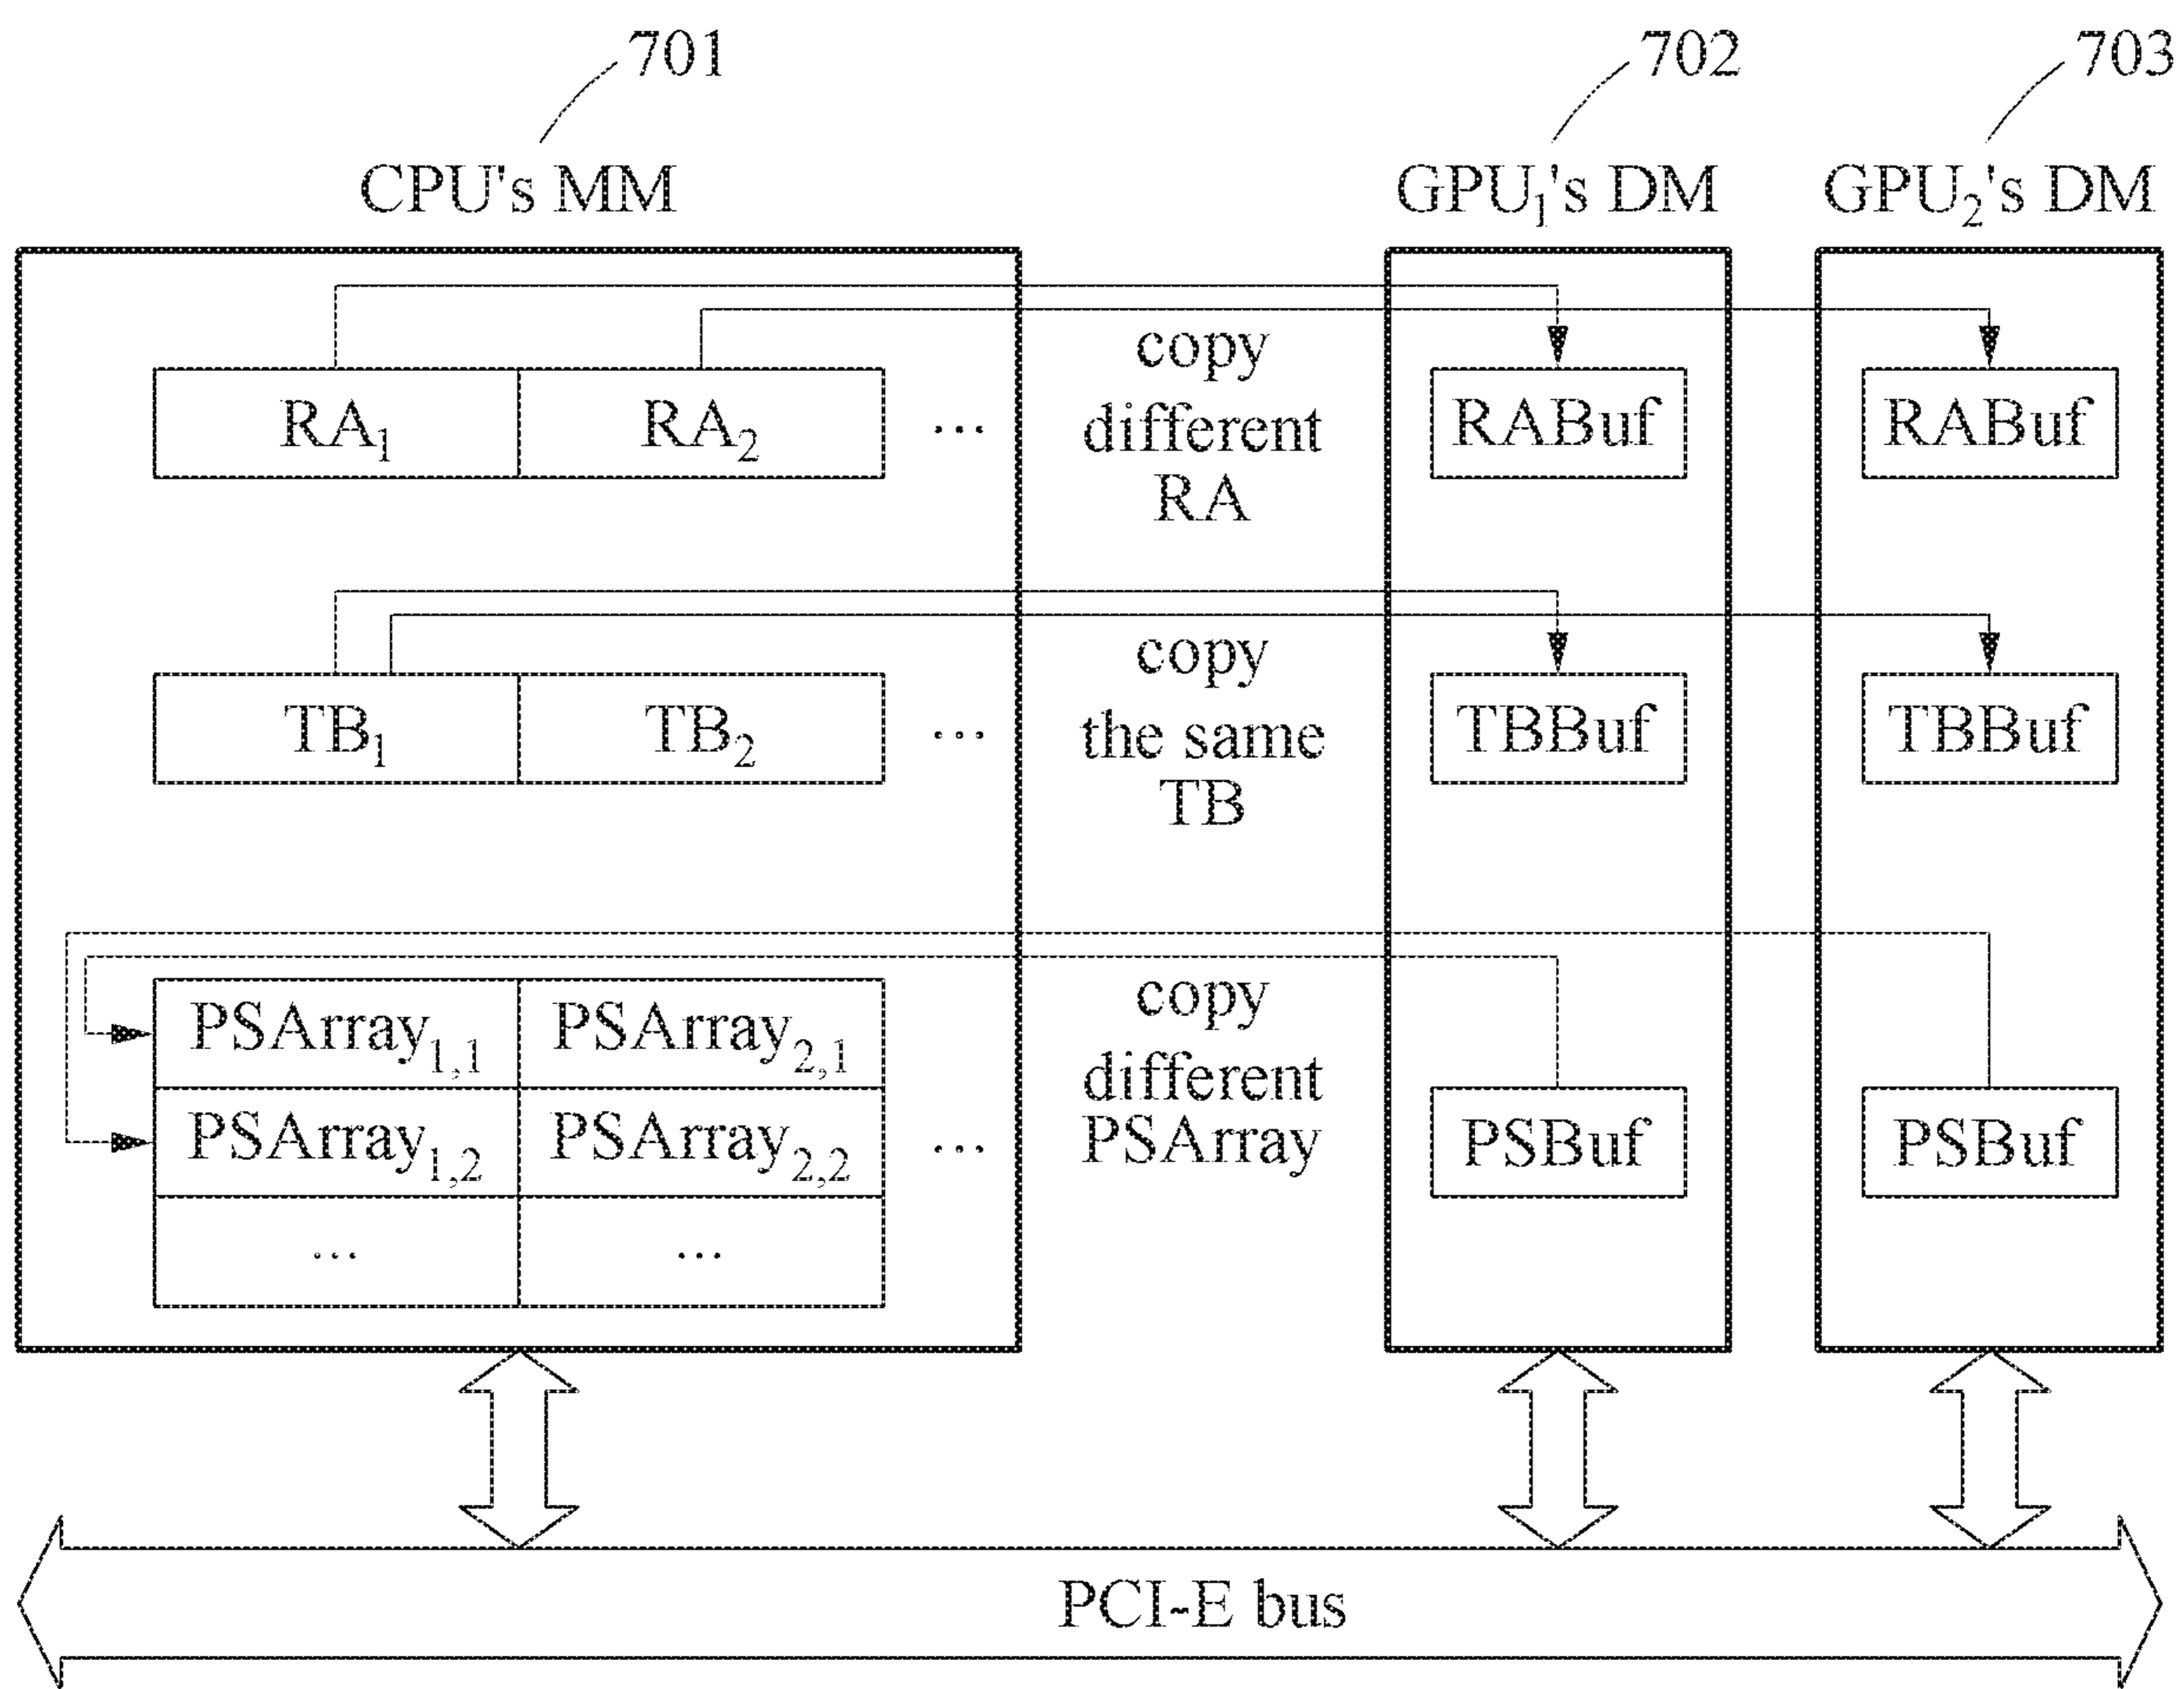 701
702
703
CPU's MM
GPU₁'s DM
GPU₂'s DM
RA₁
RA₂
...
copy
different
RA
RABuf
RABuf
TB₁
TB₂
...
copy
the same
TB
TBBuf
TBBuf
PSArray₁,₁
PSArray₂,₁
PSArray₁,₂
PSArray₂,₂
...
...
...
copy
different
PSArray
PSBuf
PSBuf
PCI-E bus